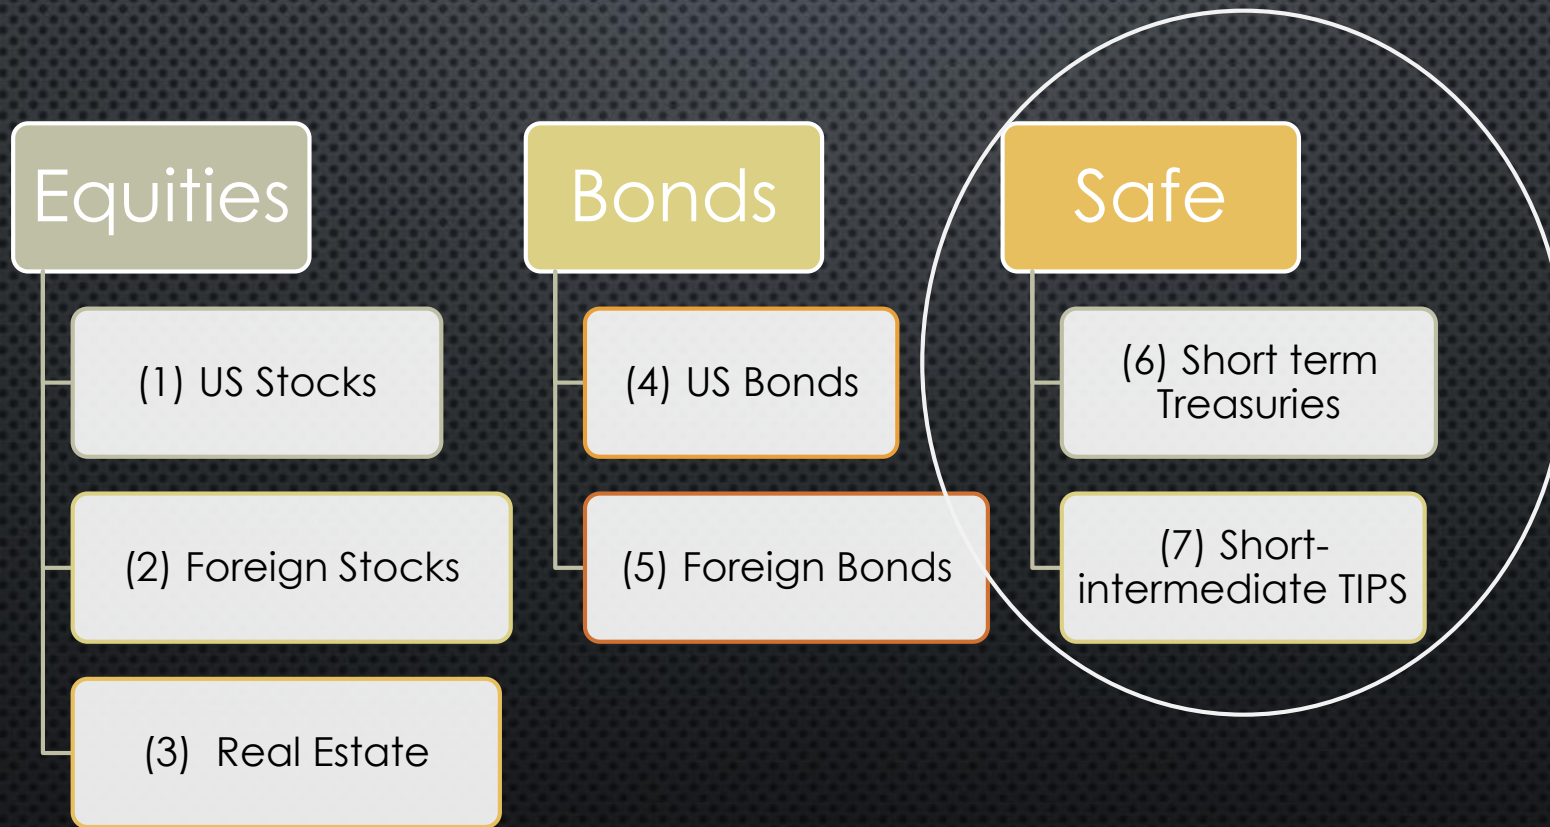 Equities
(1) US Stocks
(2) Foreign Stocks
(3) Real Estate
Bonds
(4) US Bonds
(5) Foreign Bonds
Safe
(6) Short term
Treasuries
(7) Short-
intermediate TIPS